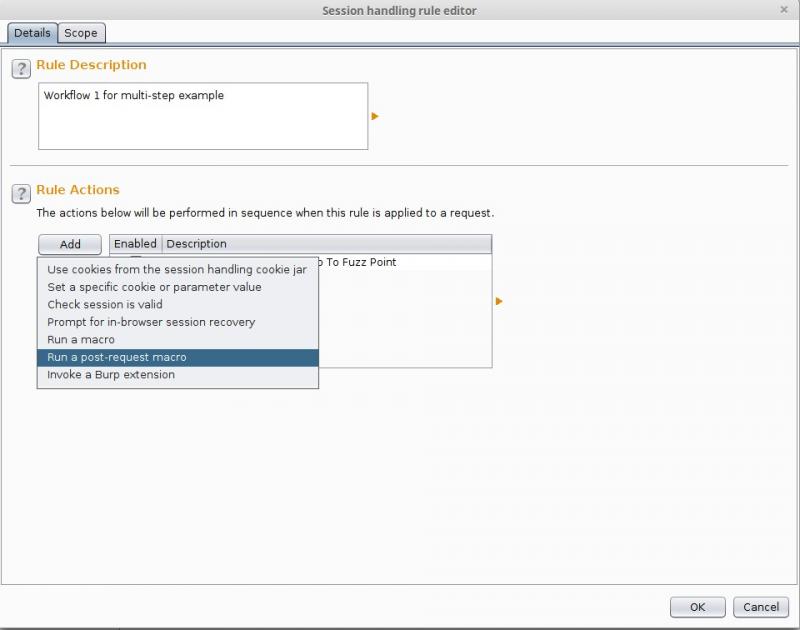 Session handling rule editor
×
Details Scope
? Rule Description
Workflow 1 for multi-step example
? Rule Actions
The actions below will be performed in sequence when this rule is applied to a request.
Add Enabled Description
To Fuzz Point
Use cookies from the session handling cookie jar
Set a specific cookie or parameter value
Check session is valid
Prompt for in-browser session recovery
Run a macro
Run a post-request macro
Invoke a Burp extension
OK Cancel